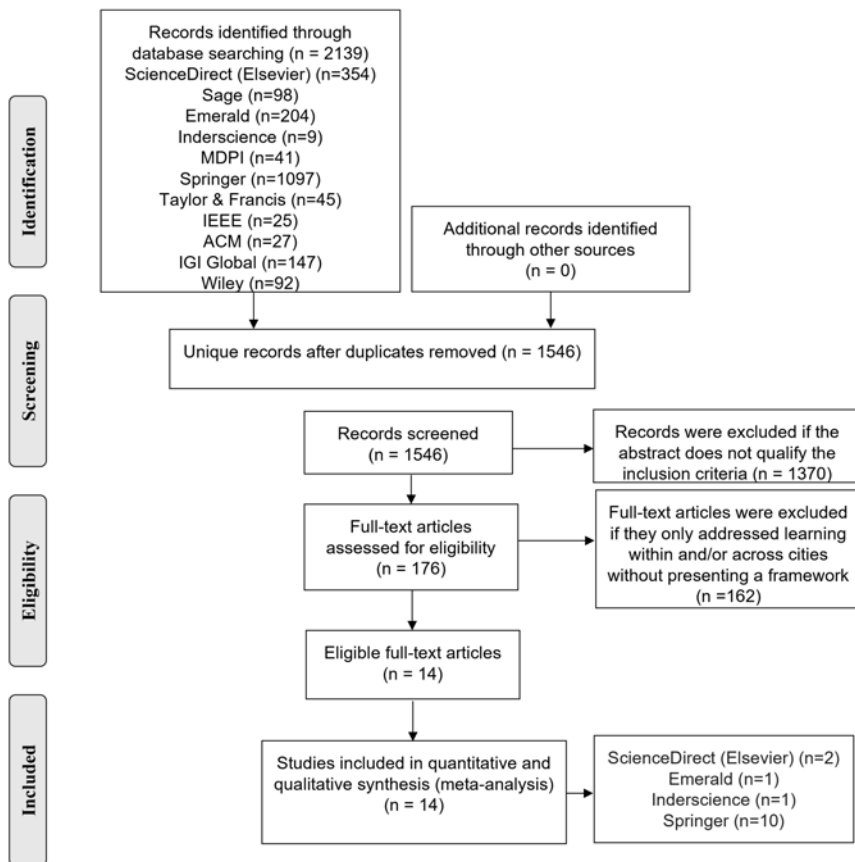 Records identified through
database searching (n = 2139)
ScienceDirect (Elsevier) (n=354)
Sage (n=98)
Emerald (n=204)
Inderscience (n=9)
MDPI (n=41)
Springer (n=1097)
Taylor & Francis (n=45)
IEEE (n=25)
ACM (n=27)
IGI Global (n=147)
Wiley (n=92)
Identification
Additional records identified
through other sources
(n = 0)
Unique records after duplicates removed (n = 1546)
Screening
Records screened
(n = 1546)
Records were excluded if the
abstract does not qualify the
inclusion criteria (n = 1370)
Eligibility
Full-text articles
assessed for eligibility
(n = 176)
Full-text articles were excluded
if they only addressed learning
within and/or across cities
without presenting a framework
(n =162)
Eligible full-text articles
(n = 14)
Included
Studies included in quantitative and
qualitative synthesis (meta-analysis)
(n = 14)
ScienceDirect (Elsevier) (n=2)
Emerald (n=1)
Inderscience (n=1)
Springer (n=10)